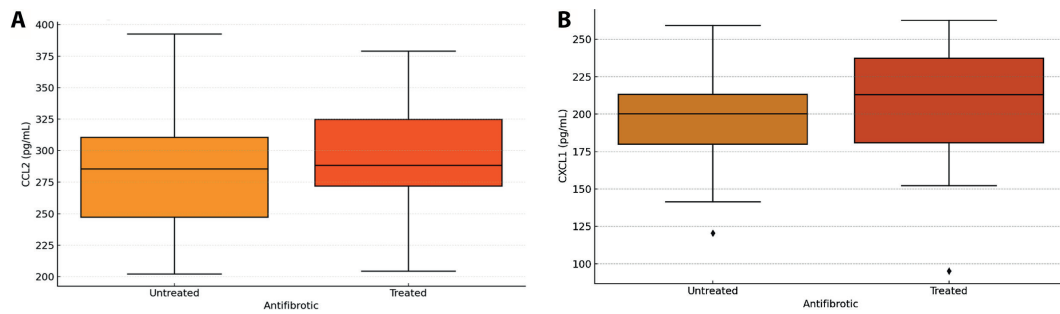 A
CCL2 (pg/mL)
400
375
350
325
300
275
250
225
200
Untreated
Treated
Antifibrotic
B
CXCL1 (pg/mL)
250
225
200
175
150
125
100
Untreated
Treated
Antifibrotic